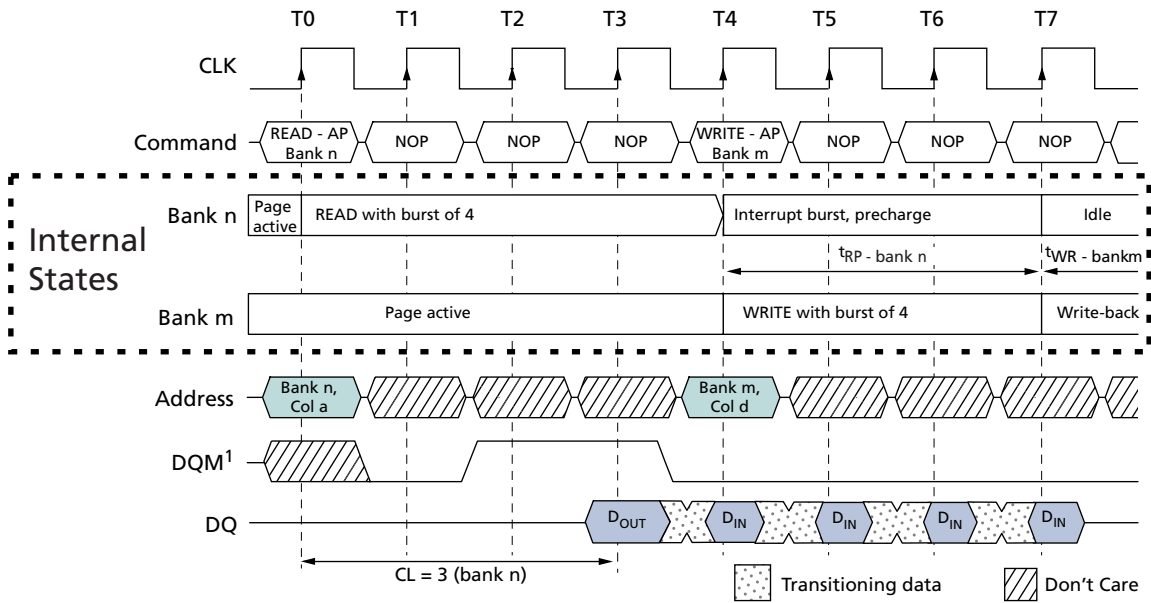 T0 T1 T2 T3 T4 T5 T6 T7
CLK
Command
READ - AP
Bank n
NOP
NOP
NOP
WRITE - AP
Bank m
NOP
NOP
NOP
Internal
States
Bank n
Page
active
READ with burst of 4
Interrupt burst, precharge
Idle
tRP - bank n
tWR - bankm
Bank m
Page active
WRITE with burst of 4
Write-back
Address
Bank n,
Col a
Bank m,
Col d
DQM1
DQ
DOUT
DIN
DIN
DIN
DIN
CL = 3 (bank n)
Transitioning data
Don't Care